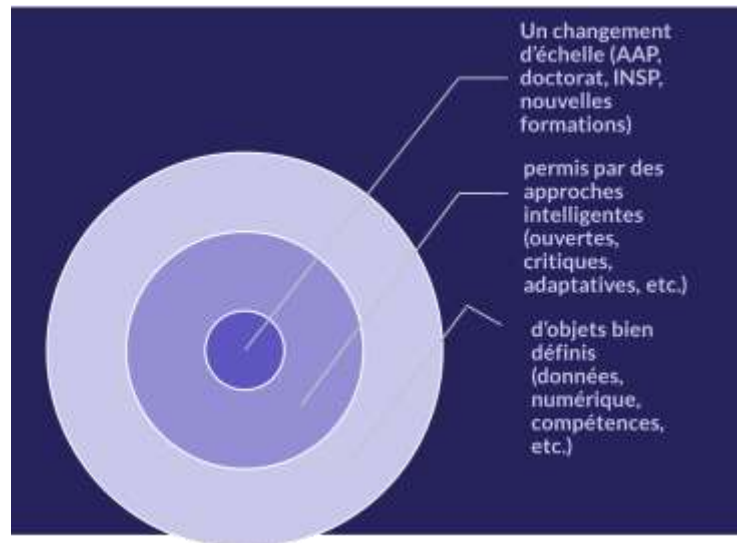 Un changement
d'échelle (AAP,
doctorat, INSP,
nouvelles
formations)
permis par des
approches
intelligentes
(ouvertes,
critiques,
adaptatives, etc.)
d'objets bien
définis
(données,
numérique,
compétences,
etc.)